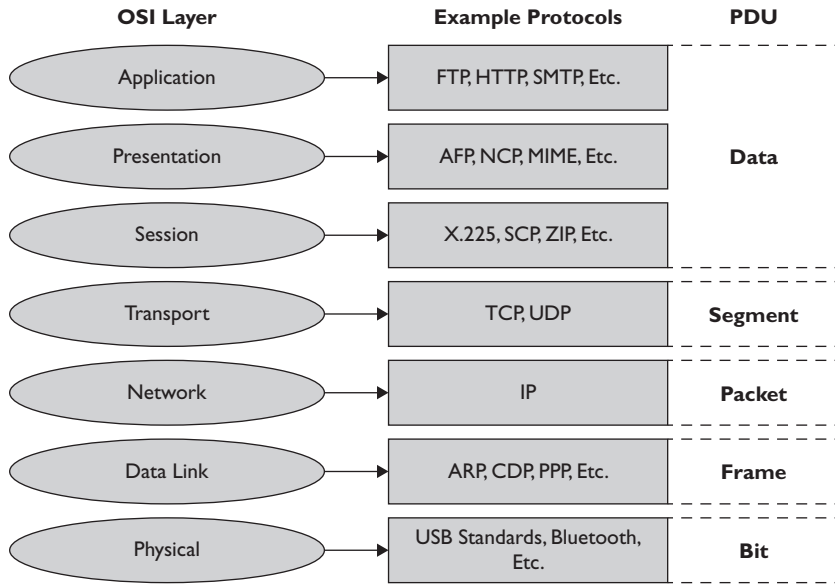 OSI Layer Example Protocols PDU
Application FTP, HTTP, SMTP, Etc.
Presentation AFP, NCP, MIME, Etc. Data
Session X.225, SCP, ZIP, Etc.
Transport TCP, UDP Segment
Network IP Packet
Data Link ARP, CDP, PPP, Etc. Frame
Physical USB Standards, Bluetooth, Bit
Etc.